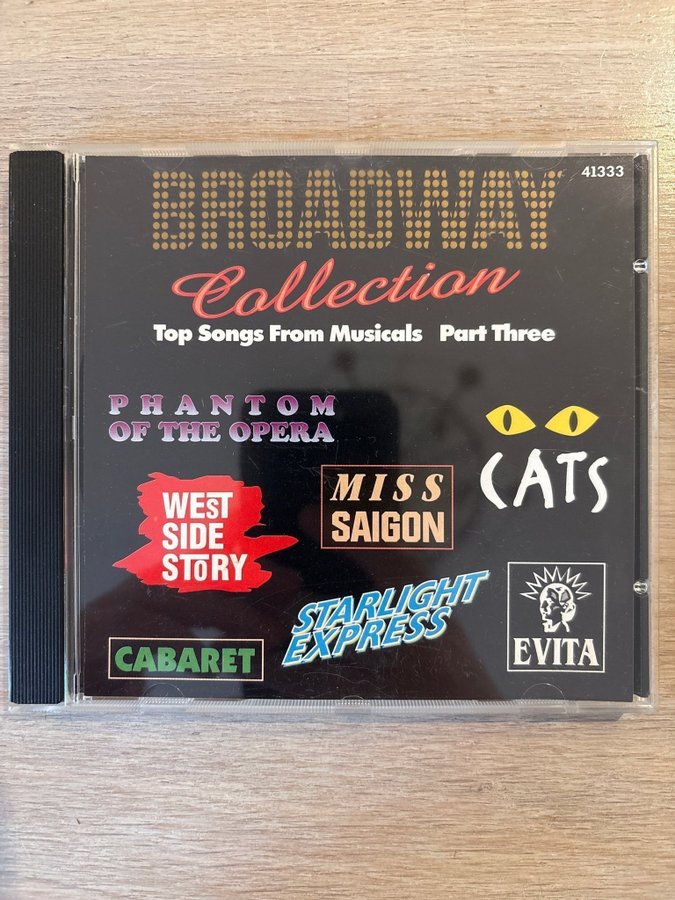 BROADWAY
41333
Collection
Top Songs From Musicals Part Three
PHANTOM
OF THE OPERA
CATS
WEST
SIDE
STORY
MISS
SAIGON
STARLIGHT
EXPRESS
EVITA
CABARET